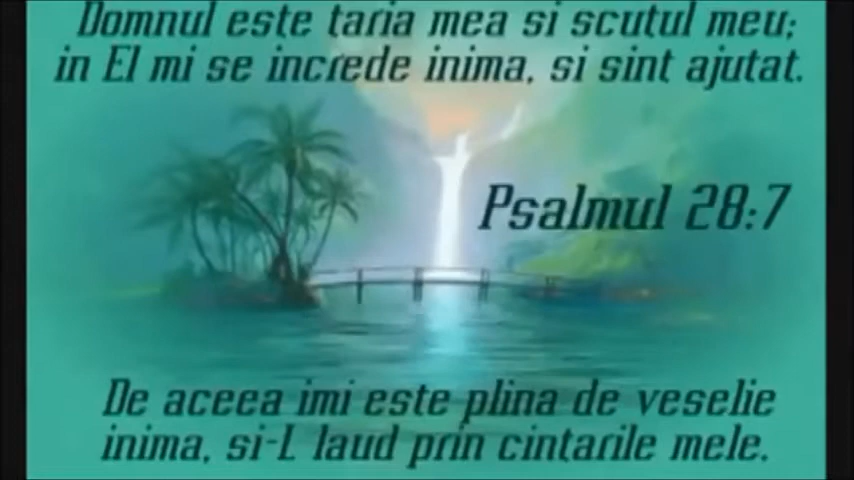 Domnul este taria mea si scutul meu;
in El mi se increde inima, si sint ajutat.
Psalmul 28:7
De aceea imi este plina de veselie
inima, si-L laud prin cintarile mele.